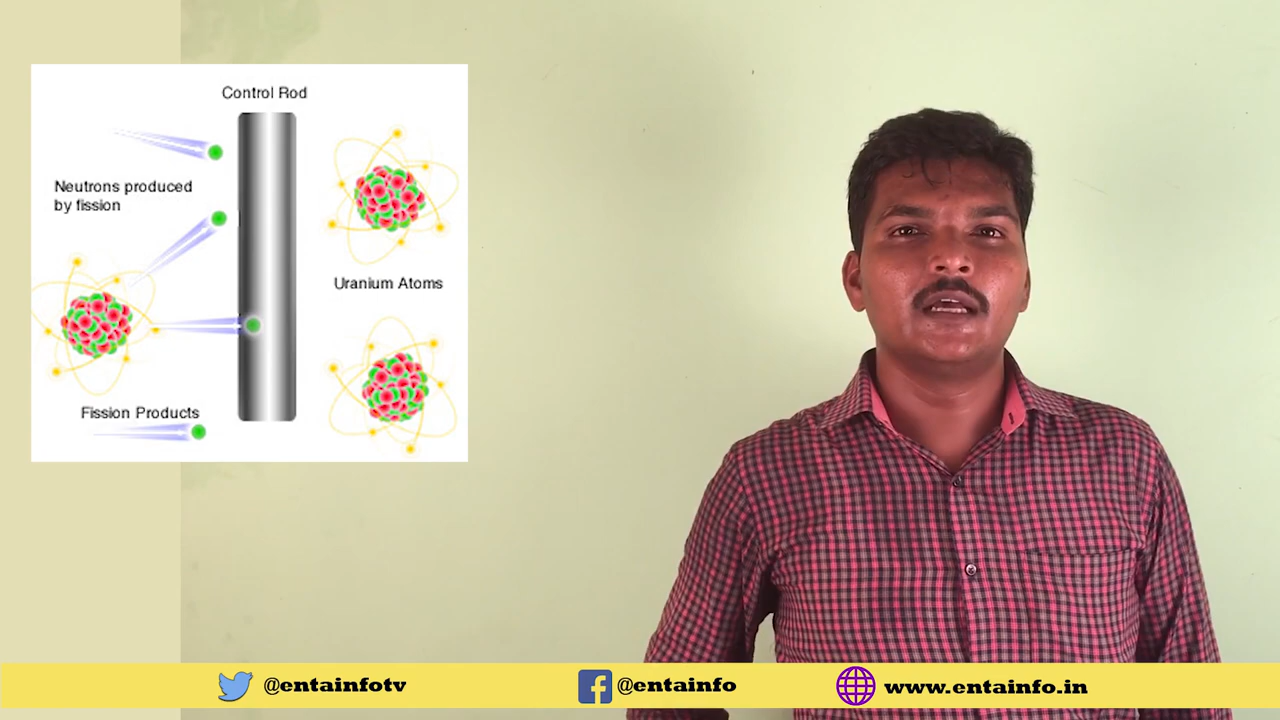 Control Rod
Neutrons produced
by fission
Uranium Atoms
Fission Products
@entainfotv
@entainfo
www.entainfo.in